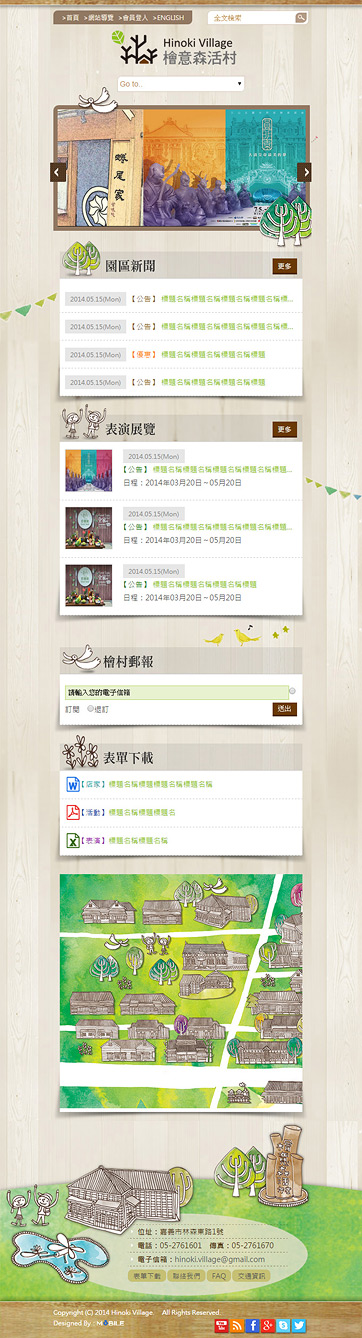 >首頁 >網站導覽 >會員登入 >ENGLISH
全文檢索
Hinoki Village
檜意森活村
Go to..
園區新聞
更多
2014.05.15(Mon) 【公告】 標題名稱標題名稱標題名稱標題名稱標題名稱...
2014.05.15(Mon) 【公告】 標題名稱標題名稱標題名稱標題名稱
2014.05.15(Mon) 【優惠】 標題名稱標題名稱標題名稱標題名稱
2014.05.15(Mon) 【公告】 標題名稱標題名稱標題名稱標題名稱
表演展覽
更多
2014.05.15(Mon)
【公告】 標題名稱標題名稱標題名稱標題名稱標題...
日程：2014年03月20日～05月20日
2014.05.15(Mon)
【公告】 標題名稱標題名稱標題名稱標題名稱標題...
日程：2014年03月20日～05月20日
2014.05.15(Mon)
【公告】 標題名稱標題名稱標題名稱標題名稱
日程：2014年03月20日～05月20日
檜村郵報
請輸入您的電子信箱
訂閱 退訂
送出
表單下載
【店家】 標題名稱標題標題名稱標題名稱
【活動】 標題名稱標題標題名
【表演】 標題名稱標題名稱
位址：嘉義市林森東路1號
電話：05-2761601 傳真：05-2761670
電子信箱：hinoki.village@gmail.com
表單下載 聯絡我們 FAQ 交通資訊
Copyright (C) 2014 Hinoki Village. All Rights Reserved.
Designed By : MOBILE